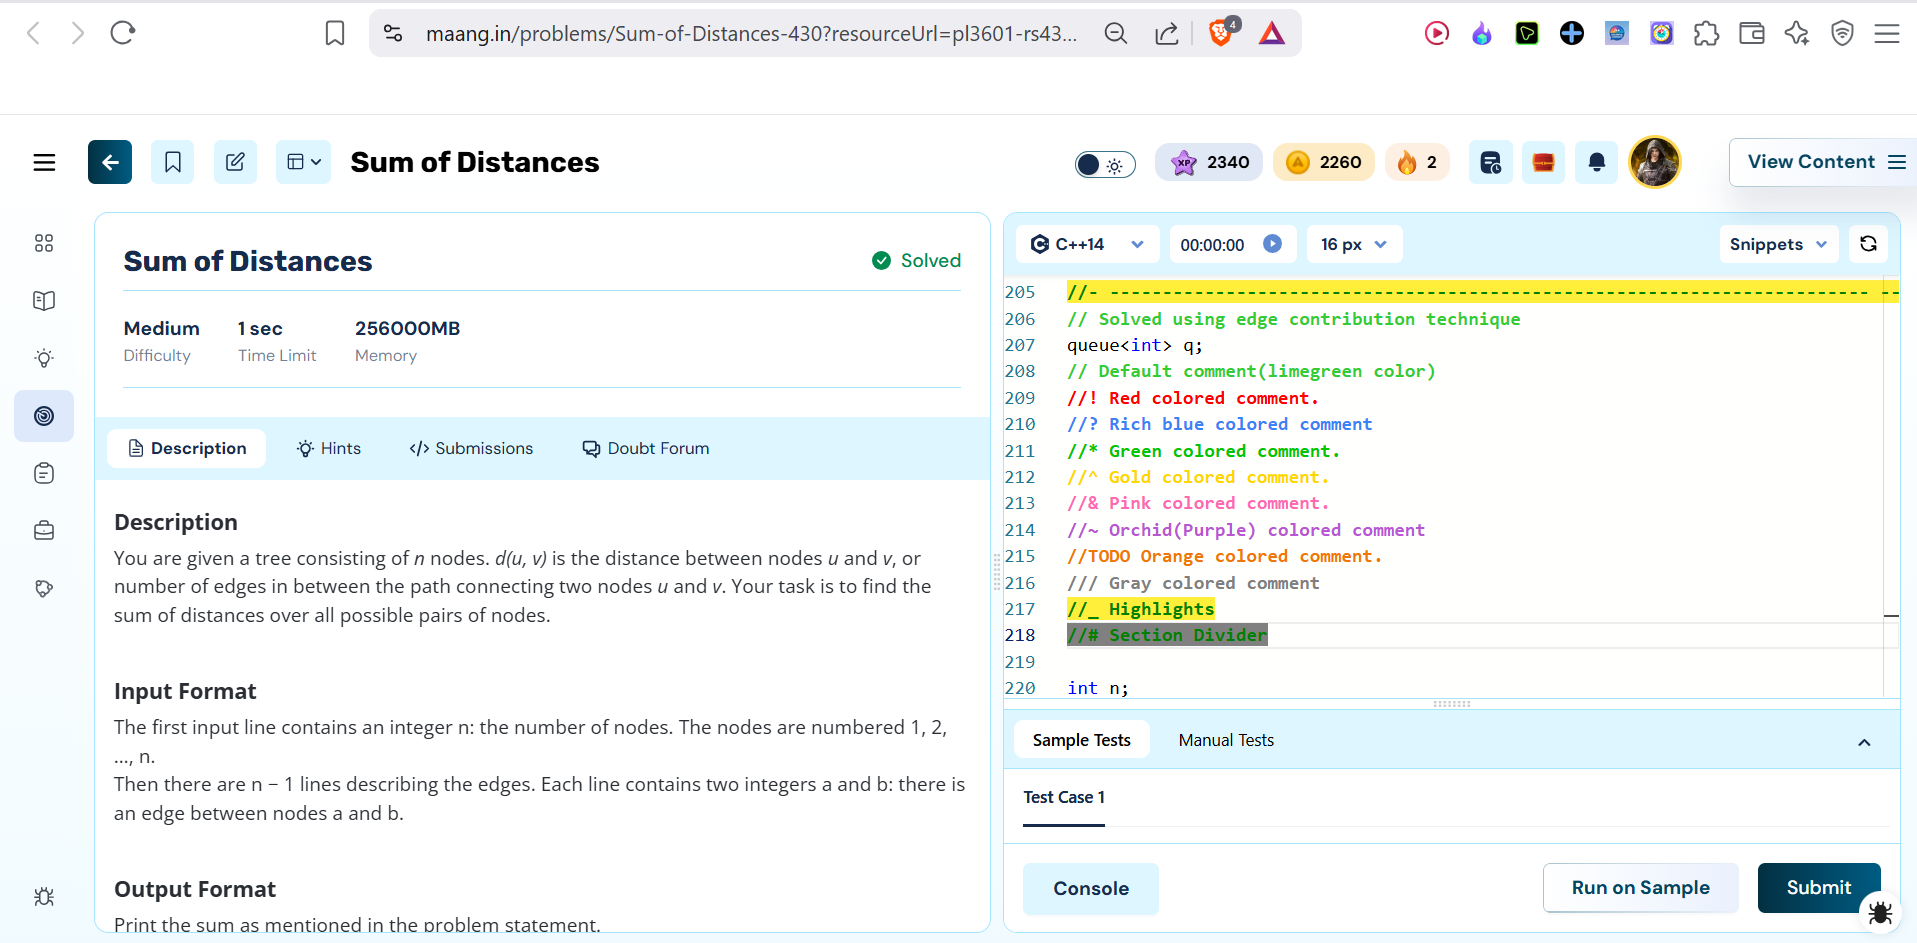 maang.in/problems/Sum-of-Distances-430?resourceUrl=pl3601-rs43...
4
Sum of Distances
XP 2340
2260
2
View Content
Sum of Distances
Solved
Medium
Difficulty
1 sec
Time Limit
256000MB
Memory
Description
Hints
</> Submissions
Doubt Forum
Description
You are given a tree consisting of n nodes. d(u, v) is the distance between nodes u and v, or
number of edges in between the path connecting two nodes u and v. Your task is to find the
sum of distances over all possible pairs of nodes.
Input Format
The first input line contains an integer n: the number of nodes. The nodes are numbered 1, 2,
..., n.
Then there are n − 1 lines describing the edges. Each line contains two integers a and b: there is
an edge between nodes a and b.
Output Format
Print the sum as mentioned in the problem statement.
C++14
00:00:00
16 px
Snippets
205 //- ------------------------------------------------------------------------ --
206 // Solved using edge contribution technique
207 queue<int> q;
208 // Default comment(limegreen color)
209 //! Red colored comment.
210 //? Rich blue colored comment
211 //* Green colored comment.
212 //^ Gold colored comment.
213 //& Pink colored comment.
214 //~ Orchid(Purple) colored comment
215 //TODO Orange colored comment.
216 /// Gray colored comment
217 //_ Highlights
218 //# Section Divider
219
220 int n;
Sample Tests
Manual Tests
Test Case 1
Console
Run on Sample
Submit